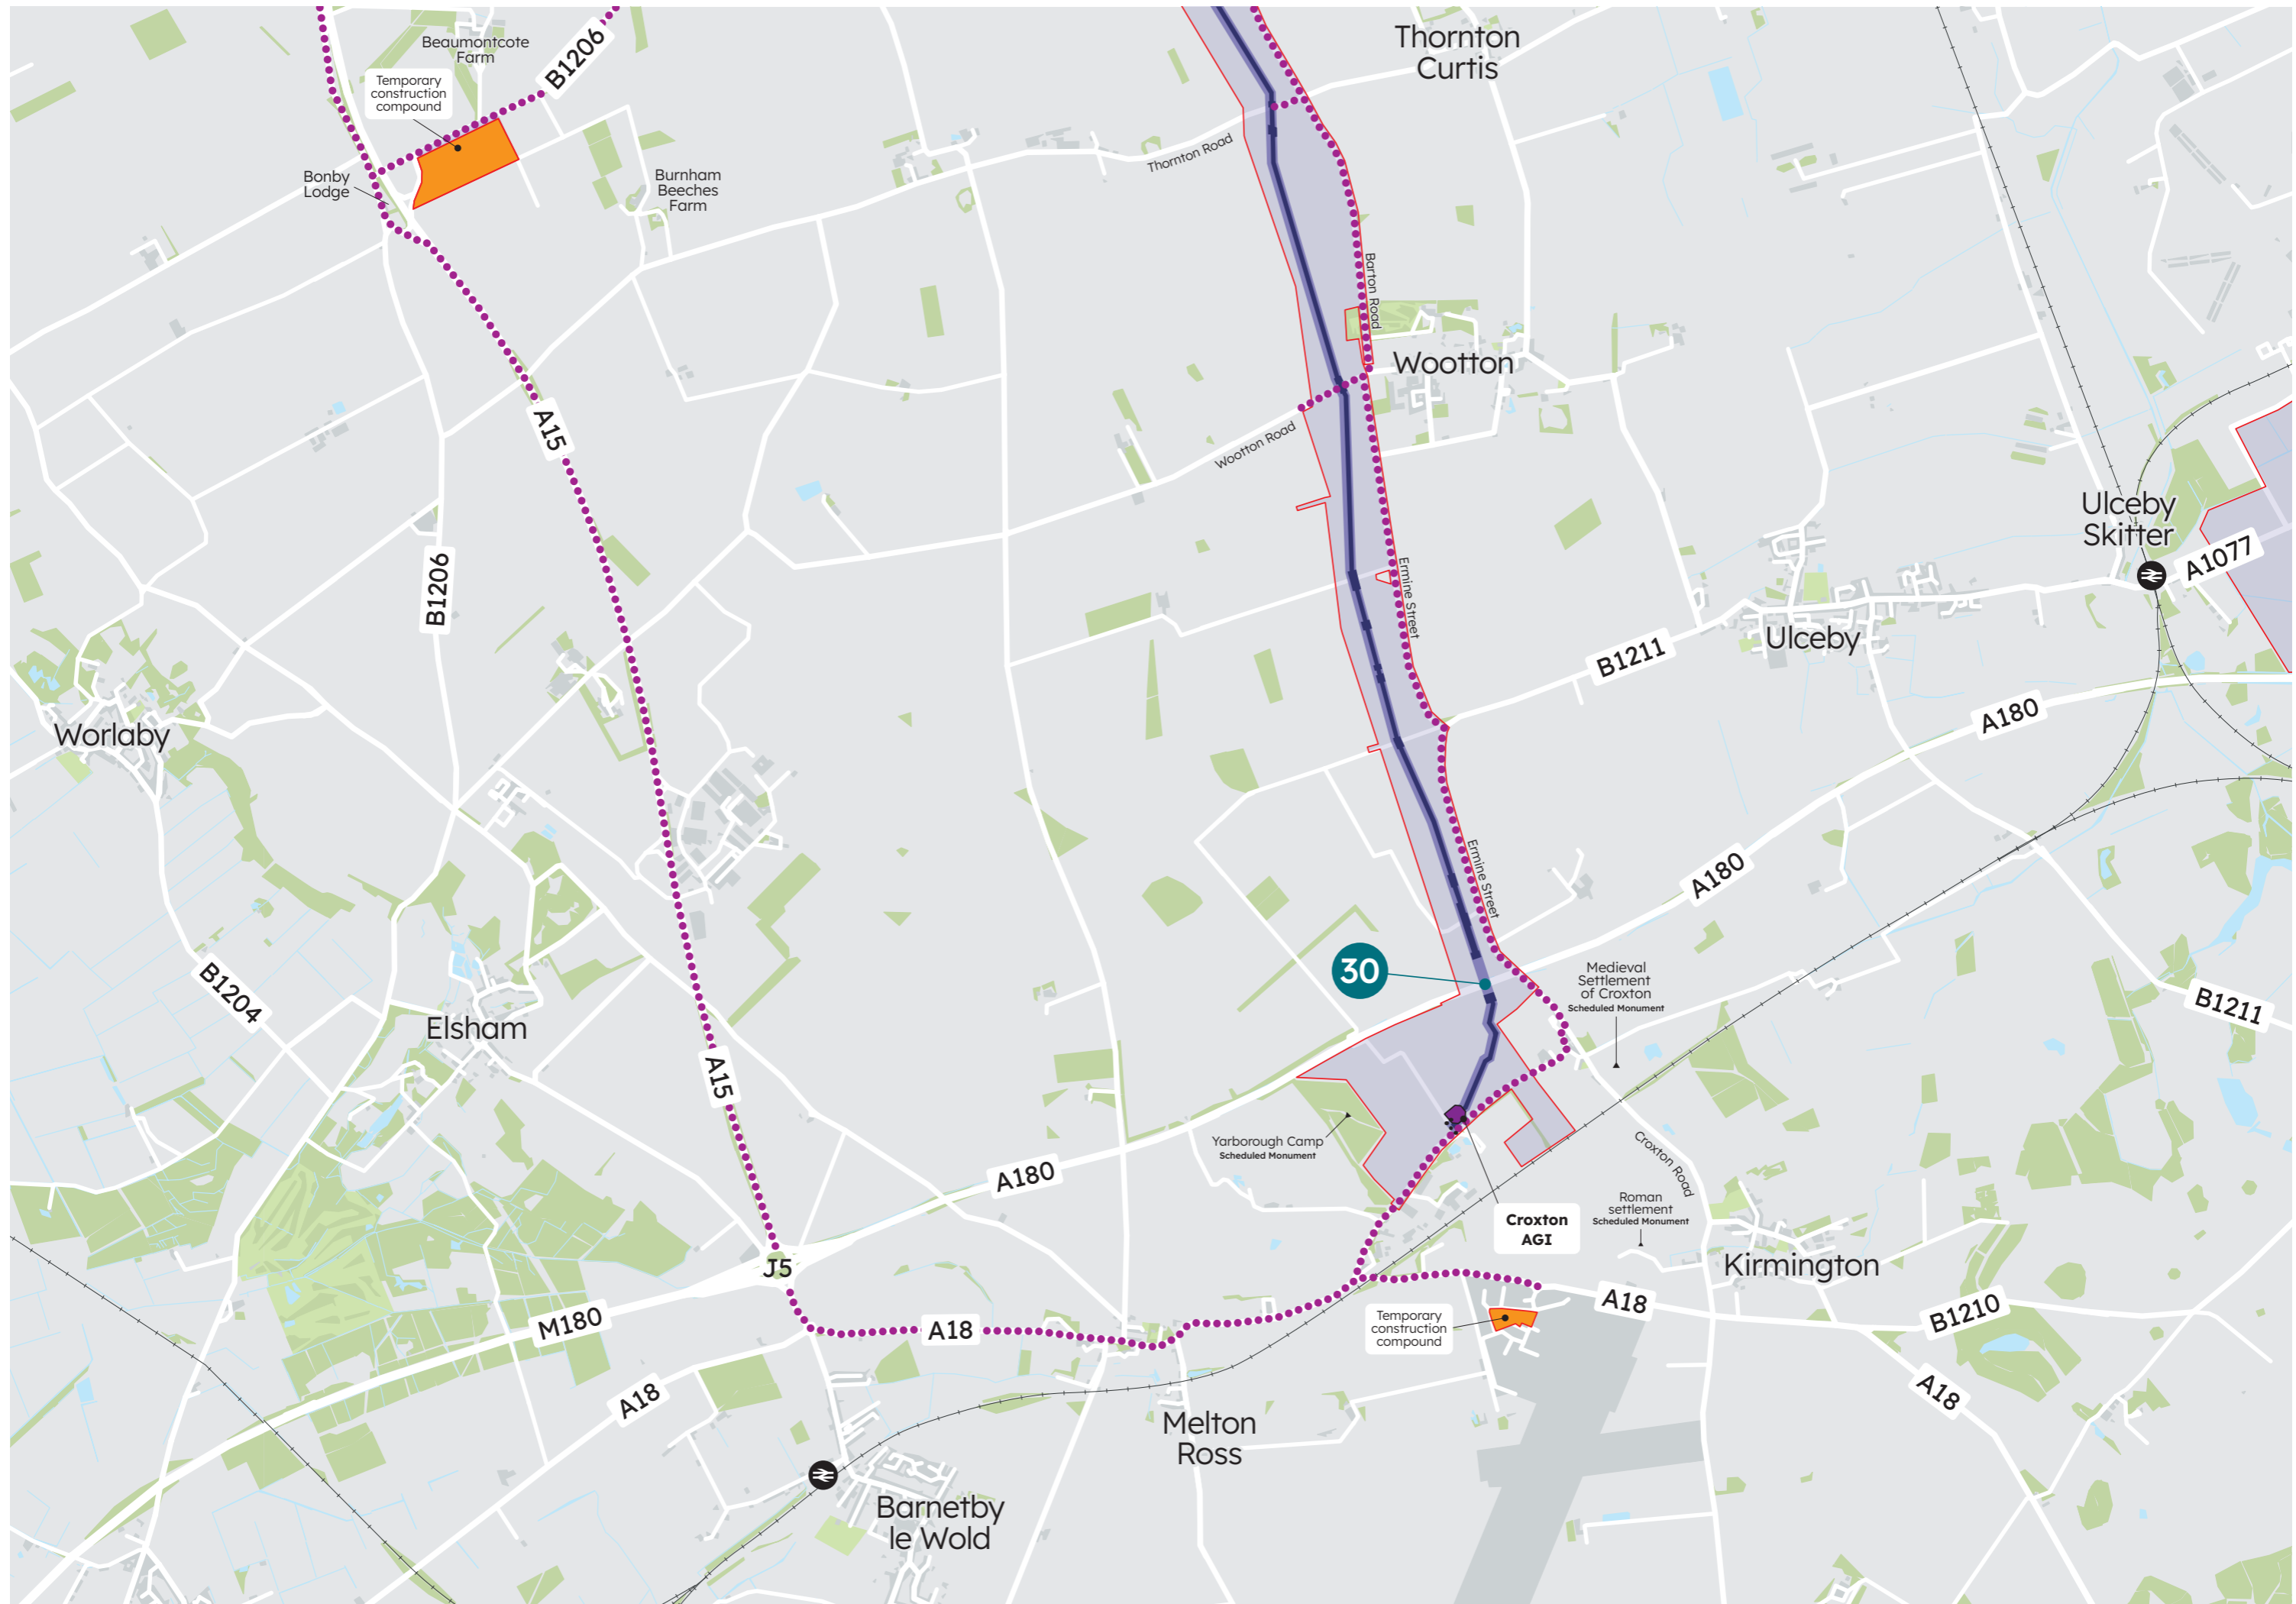 Beaumontcote
Farm
B1206
Temporary
construction
compound
Bonby
Lodge
Burnham
Beeches
Farm
Thornton
Curtis
Thornton Road
Barton Road
Wootton
Wootton Road
A15
B1206
Ermine Street
Ulceby
Skitter
A1077
Ulceby
B1211
A180
Worlaby
Ermine Street
A180
30
Medieval
Settlement
of Croxton
Scheduled Monument
B1211
B1204
Elsham
A15
Yarborough Camp
Scheduled Monument
Croxton Road
A180
Croxton
AGI
Roman
settlement
Scheduled Monument
Kirmington
J5
M180
A18
A18
B1210
Temporary
construction
compound
A18
A18
Melton
Ross
Barnetby
le Wold